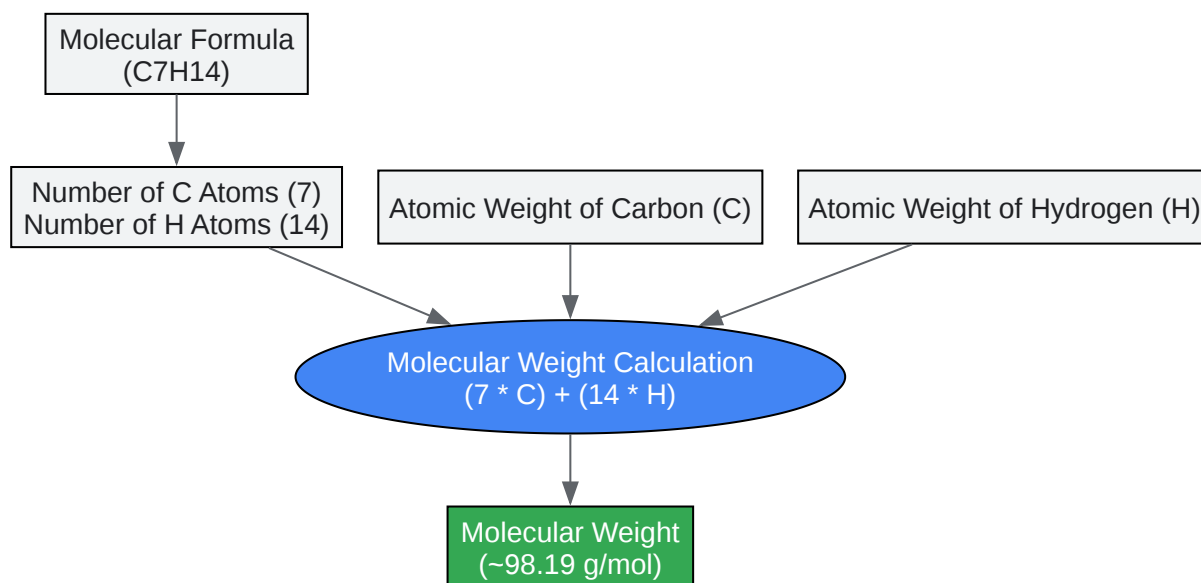 Molecular Formula
(C7H14)
Number of C Atoms (7)
Number of H Atoms (14)
Atomic Weight of Carbon (C)
Atomic Weight of Hydrogen (H)
Molecular Weight Calculation
(7 * C) + (14 * H)
Molecular Weight
(~98.19 g/mol)